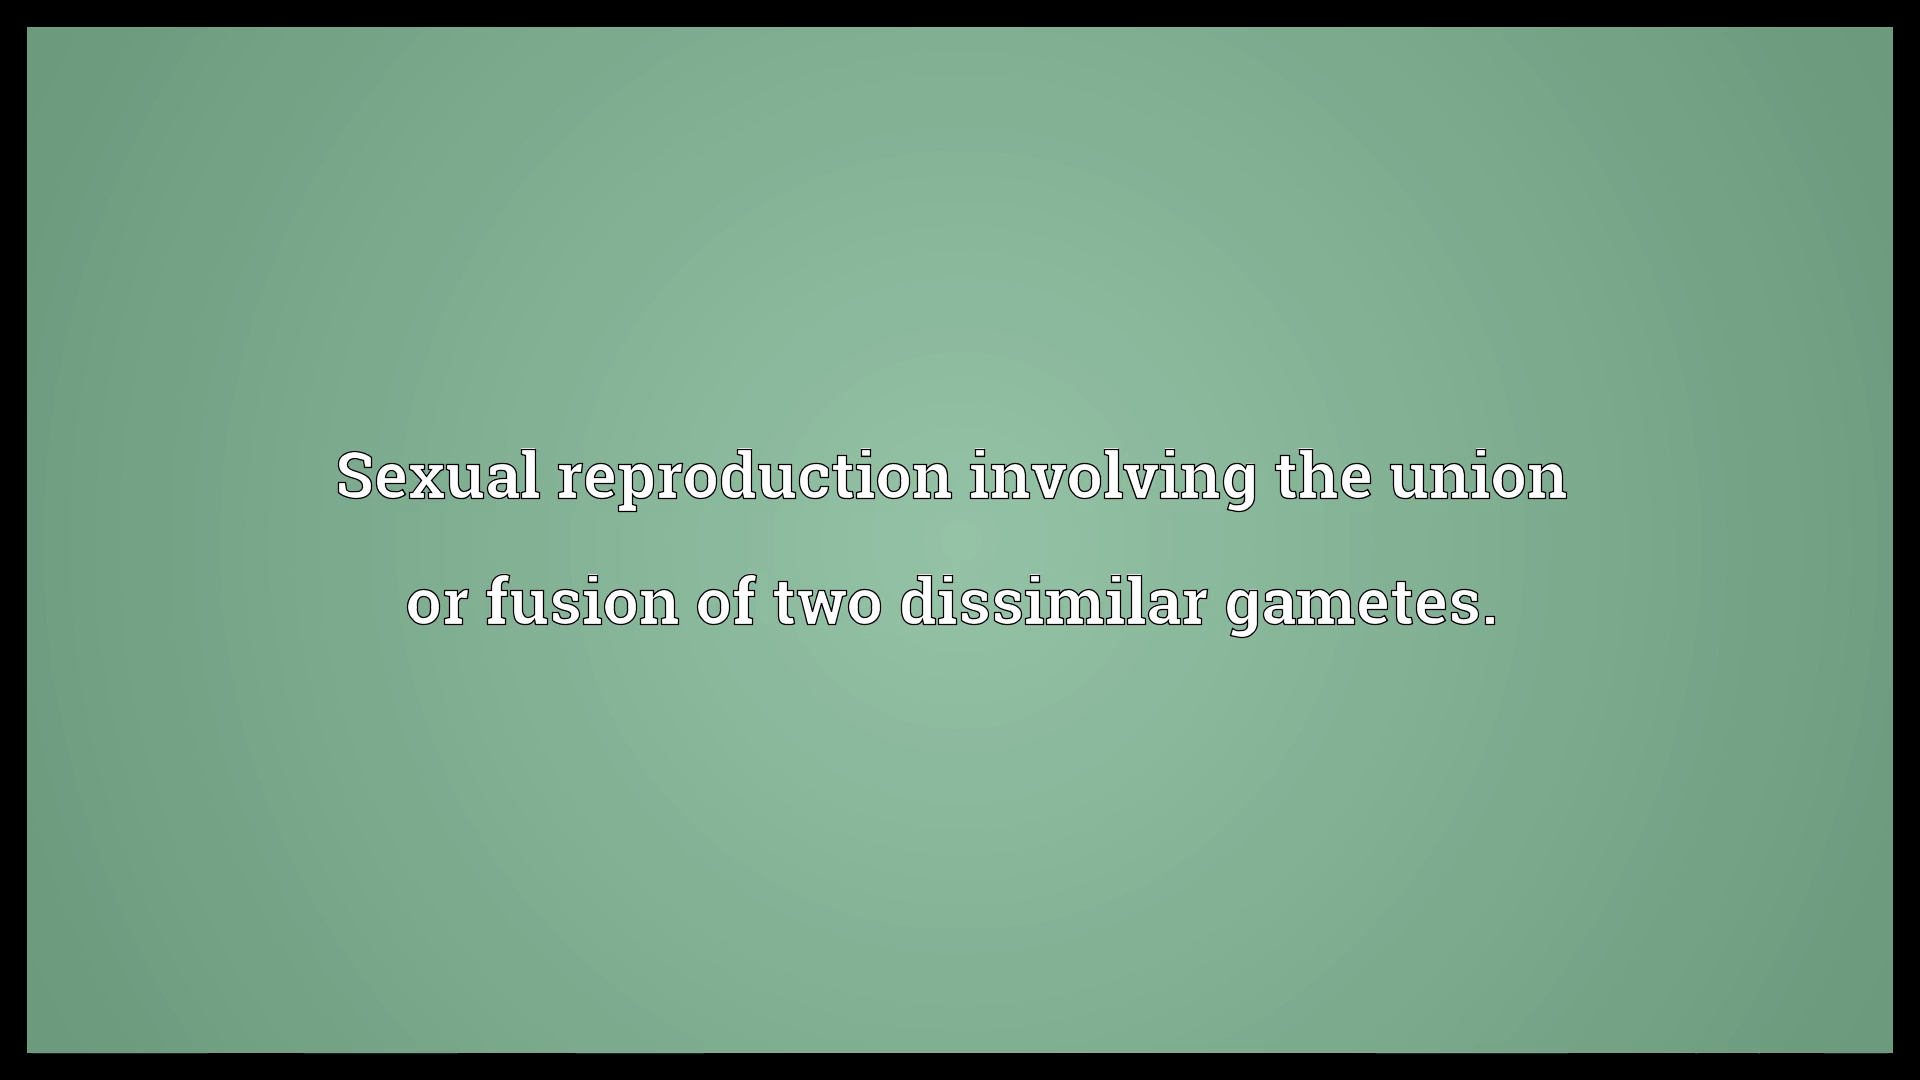 Sexual reproduction involving the union
or fusion of two dissimilar gametes.